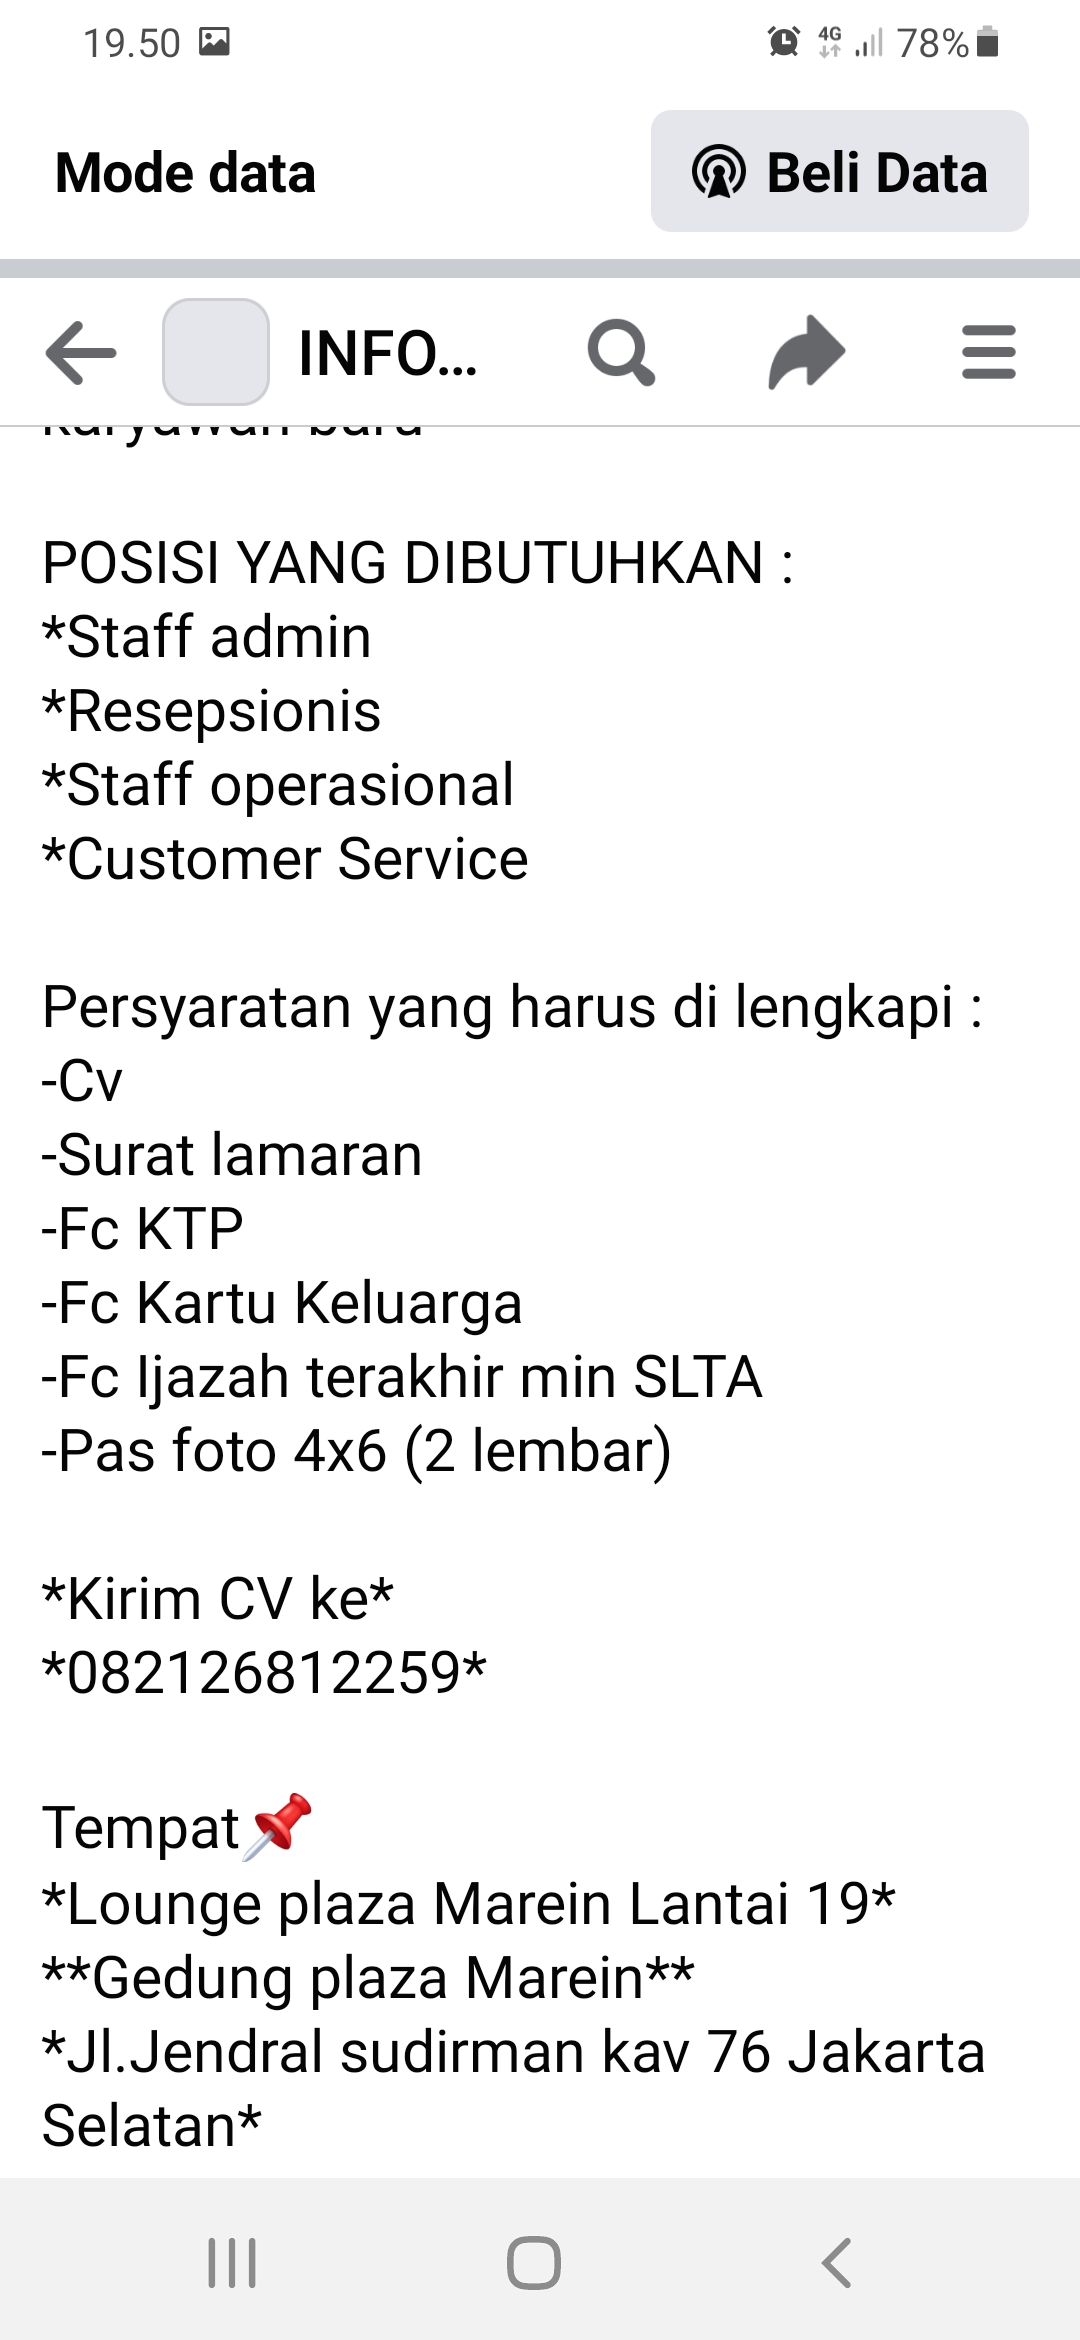 19.50
4G
78%
Mode data
Beli Data
INFO...
karyawan baru
POSISI YANG DIBUTUHKAN :
*Staff admin
*Resepsionis
*Staff operasional
*Customer Service
Persyaratan yang harus di lengkapi :
-Cv
-Surat lamaran
-Fc KTP
-Fc Kartu Keluarga
-Fc Ijazah terakhir min SLTA
-Pas foto 4x6 (2 lembar)
*Kirim CV ke*
*082126812259*
Tempat📌
*Lounge plaza Marein Lantai 19*
**Gedung plaza Marein**
*Jl.Jendral sudirman kav 76 Jakarta
Selatan*